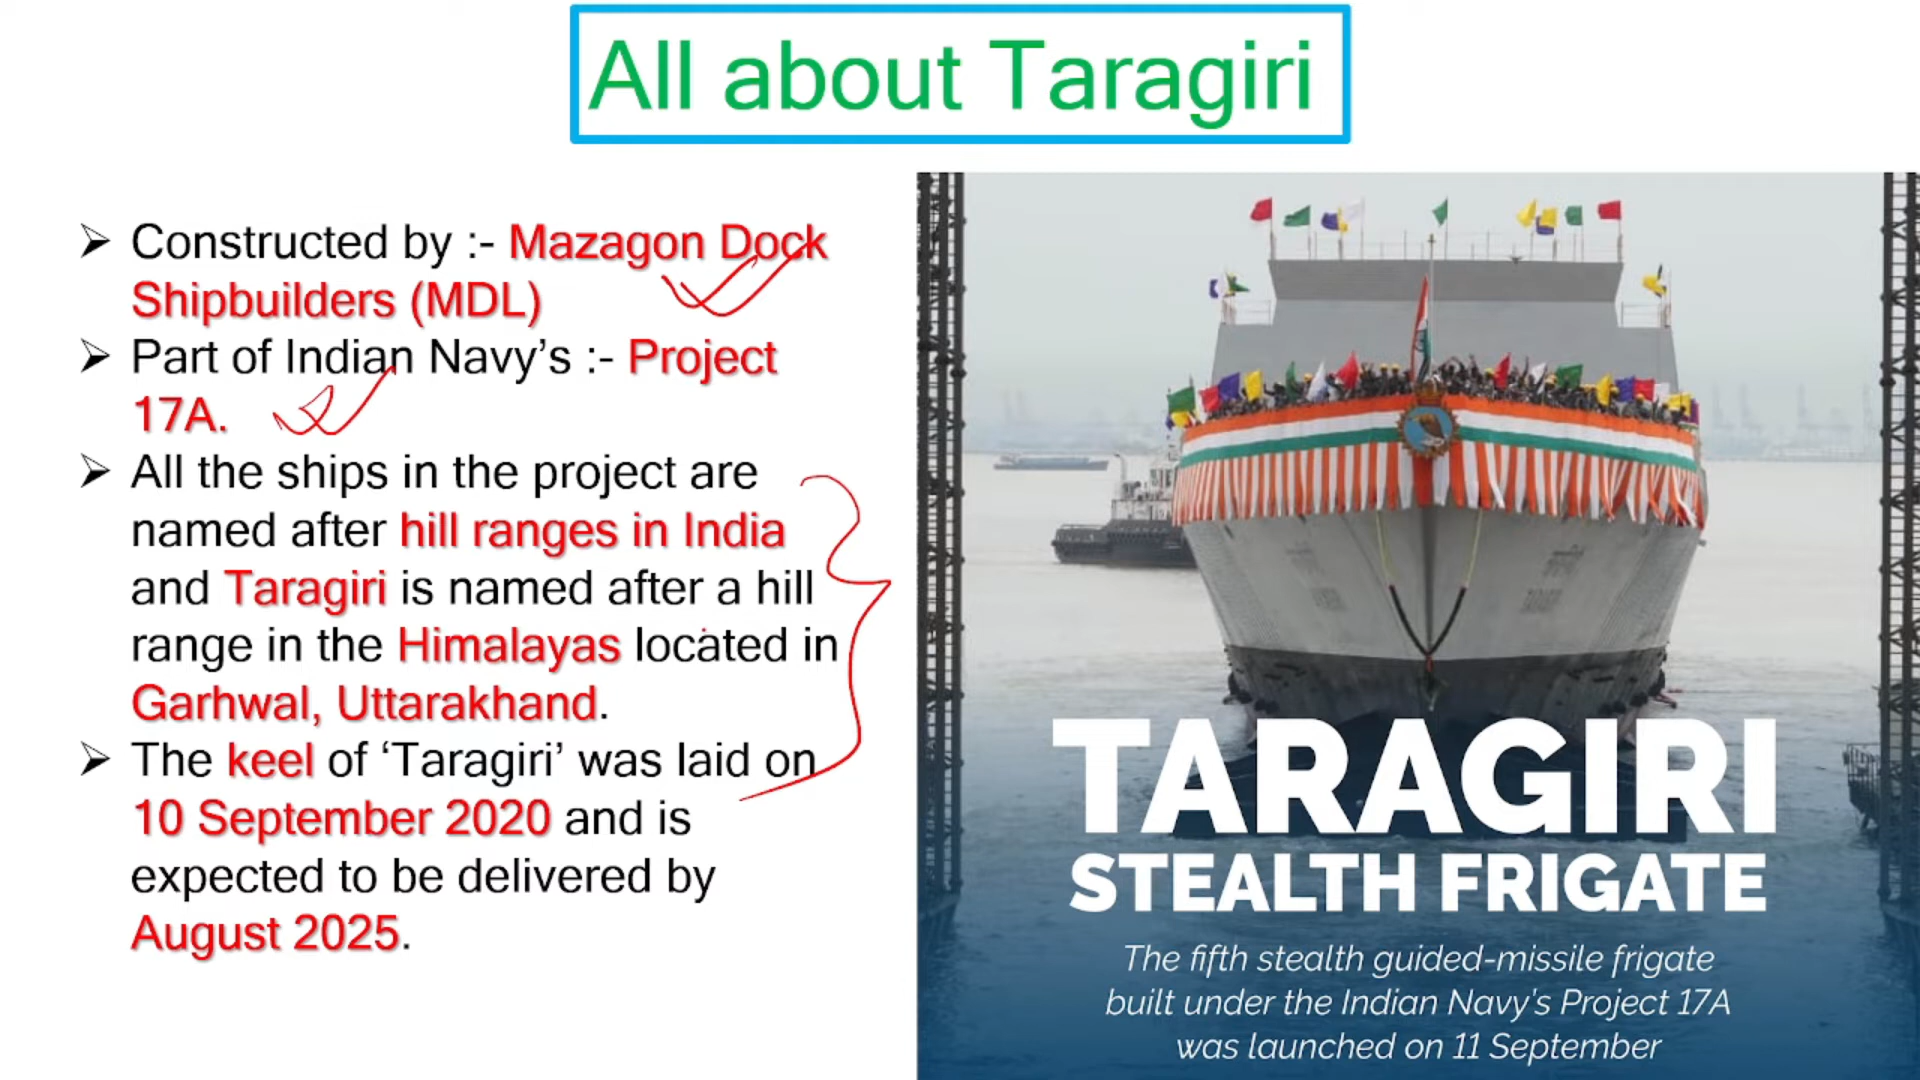 All about Taragiri
➢ Constructed by :- Mazagon Dock
Shipbuilders (MDL)
➢ Part of Indian Navy’s :- Project
17A.
➢ All the ships in the project are
named after hill ranges in India
and Taragiri is named after a hill
range in the Himalayas located in
Garhwal, Uttarakhand.
➢ The keel of ‘Taragiri’ was laid on
10 September 2020 and is
expected to be delivered by
August 2025.
TARAGIRI
STEALTH FRIGATE
The fifth stealth guided-missile frigate
built under the Indian Navy’s Project 17A
was launched on 11 September